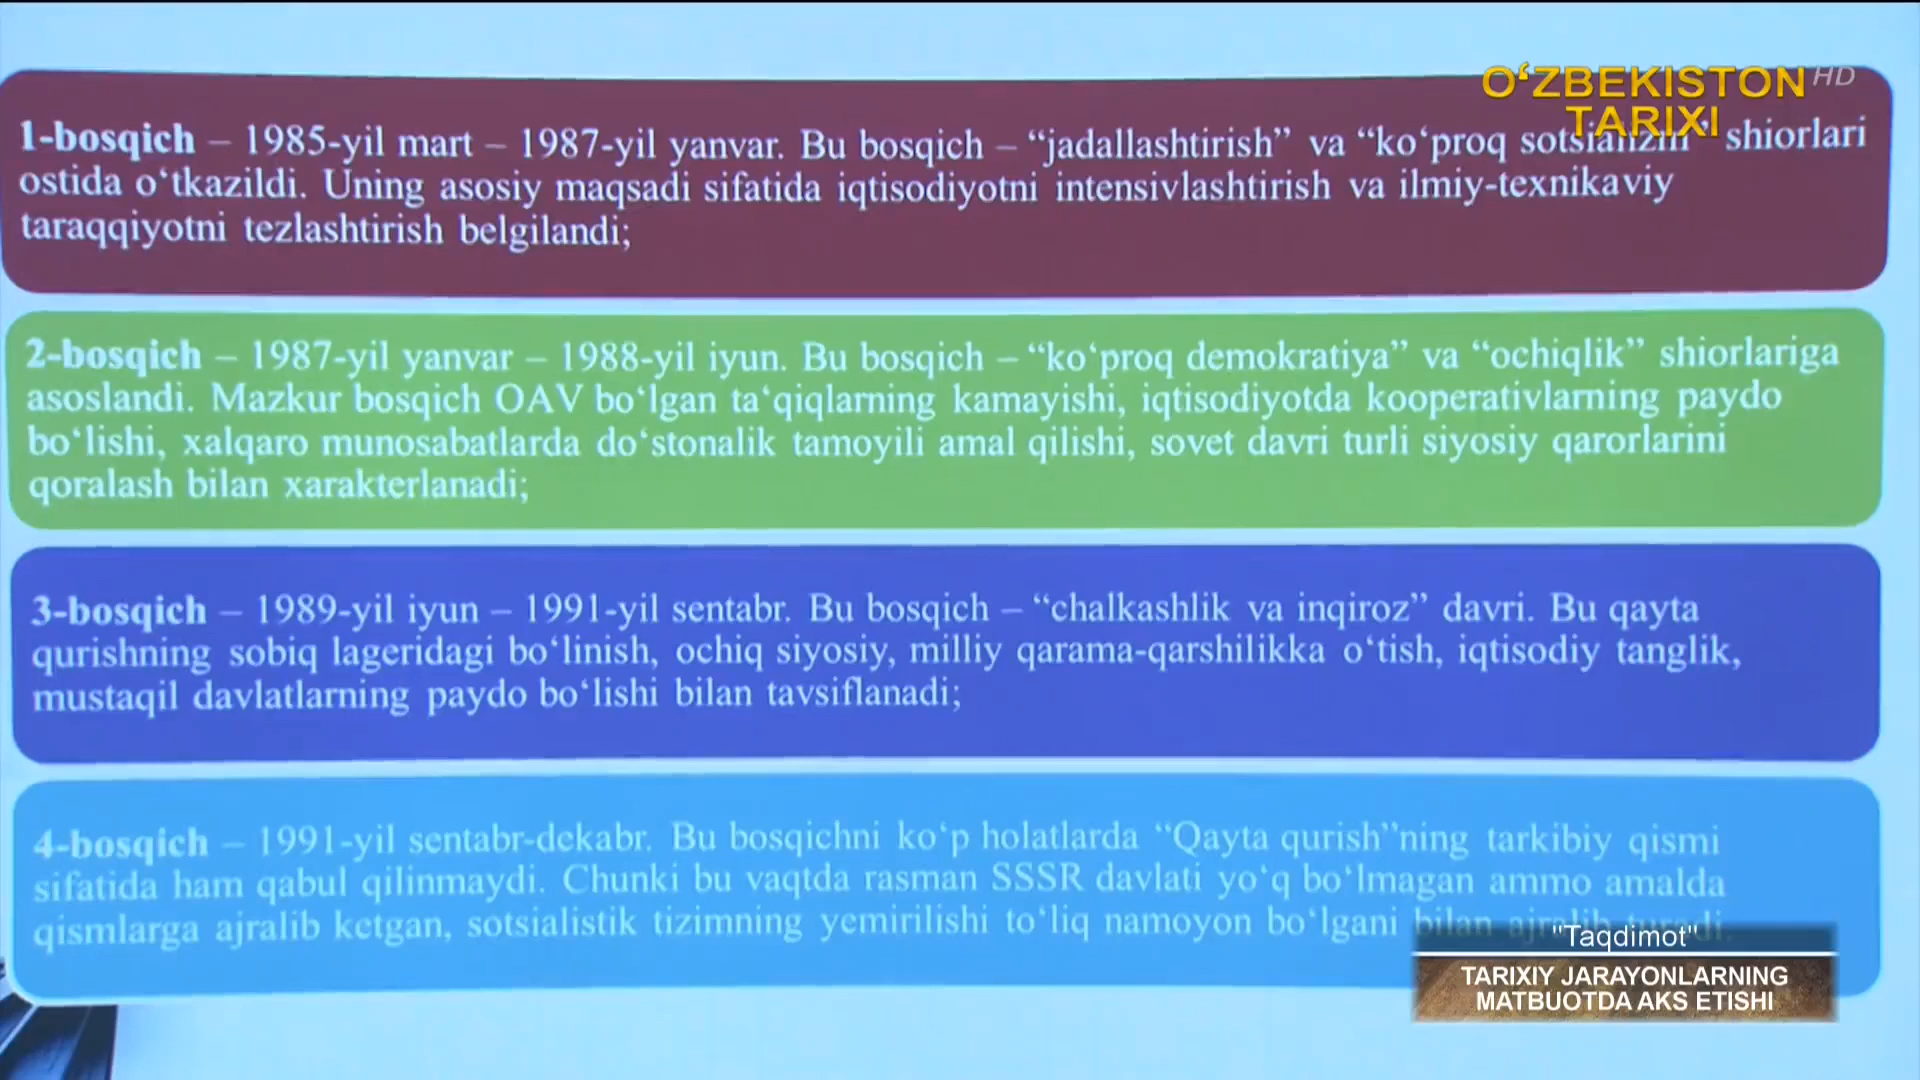 O‘ZBEKISTON HD
TARIXI
1-bosqich – 1985-yil mart – 1987-yil yanvar. Bu bosqich – “jadallashtirish” va “ko‘proq sotsializm” shiorlari
ostida o‘tkazildi. Uning asosiy maqsadi sifatida iqtisodiyotni intensivlashtirish va ilmiy-texnikaviy
taraqqiyotni tezlashtirish belgilandi;
2-bosqich – 1987-yil yanvar – 1988-yil iyun. Bu bosqich – “ko‘proq demokratiya” va “ochiqlik” shiorlariga
asoslandi. Mazkur bosqich OAV bo‘lgan ta‘qiqlarning kamayishi, iqtisodiyotda kooperativlarning paydo
bo‘lishi, xalqaro munosabatlarda do‘stonalik tamoyili amal qilishi, sovet davri turli siyosiy qarorlarini
qoralash bilan xarakterlanadi;
3-bosqich – 1989-yil iyun – 1991-yil sentabr. Bu bosqich – “chalkashlik va inqiroz” davri. Bu qayta
qurishning sobiq lageridagi bo‘linish, ochiq siyosiy, milliy qarama-qarshilikka o‘tish, iqtisodiy tanglik,
mustaqil davlatlarning paydo bo‘lishi bilan tavsiflanadi;
4-bosqich – 1991-yil sentabr-dekabr. Bu bosqichni ko‘p holatlarda “Qayta qurish”ning tarkibiy qismi
sifatida ham qabul qilinmaydi. Chunki bu vaqtda rasman SSSR davlati yo‘q bo‘lmagan ammo amalda
qismlarga ajralib ketgan, sotsialistik tizimning yemirilishi to‘liq namoyon bo‘lgani bilan ajralib turadi.
"Taqdimot"
TARIXIY JARAYONLARNING
MATBUOTDA AKS ETISHI